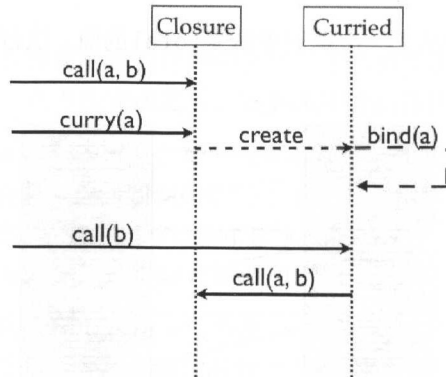 Closure Curried
call(a, b)
curry(a)
create bind(a)
call(b)
call(a, b)